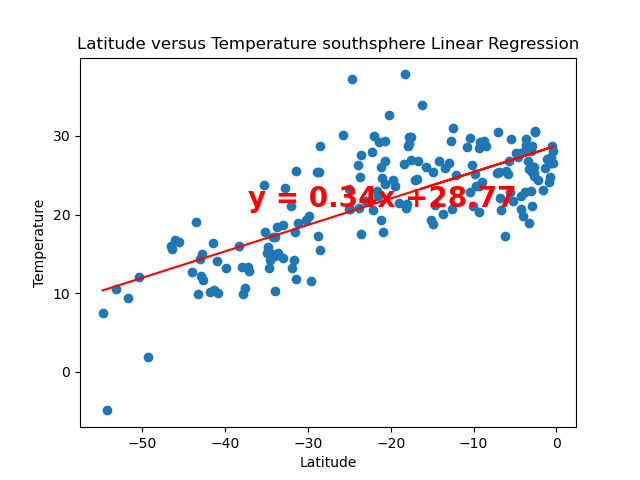 Latitude versus Temperature southsphere Linear Regression
Temperature
30
20
10
0
y = 0.34x +28.77
−50
−40
−30
−20
−10
0
Latitude